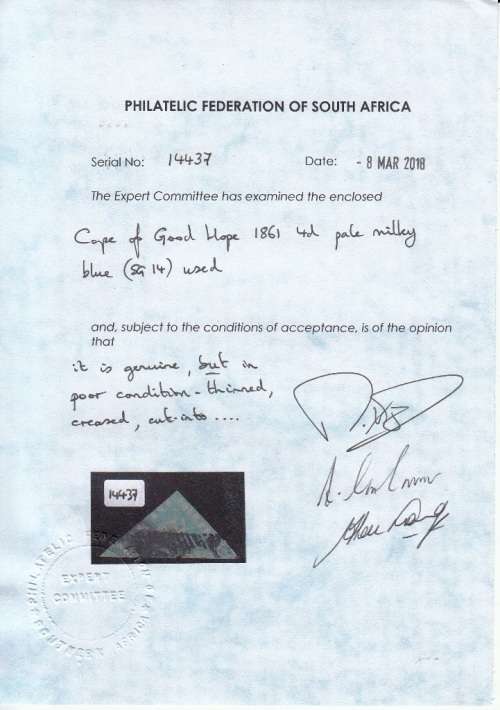 PHILATELIC FEDERATION OF SOUTH AFRICA
Serial No: 14437 Date: - 8 MAR 2018
The Expert Committee has examined the enclosed
Cape of Good Hope 1861 4d pale milky
blue (SG 14) used
and, subject to the conditions of acceptance, is of the opinion
that
it is genuine, but in
poor condition - thinned,
creased, cut-into ....
14437
EXPERT
COMMITTEE